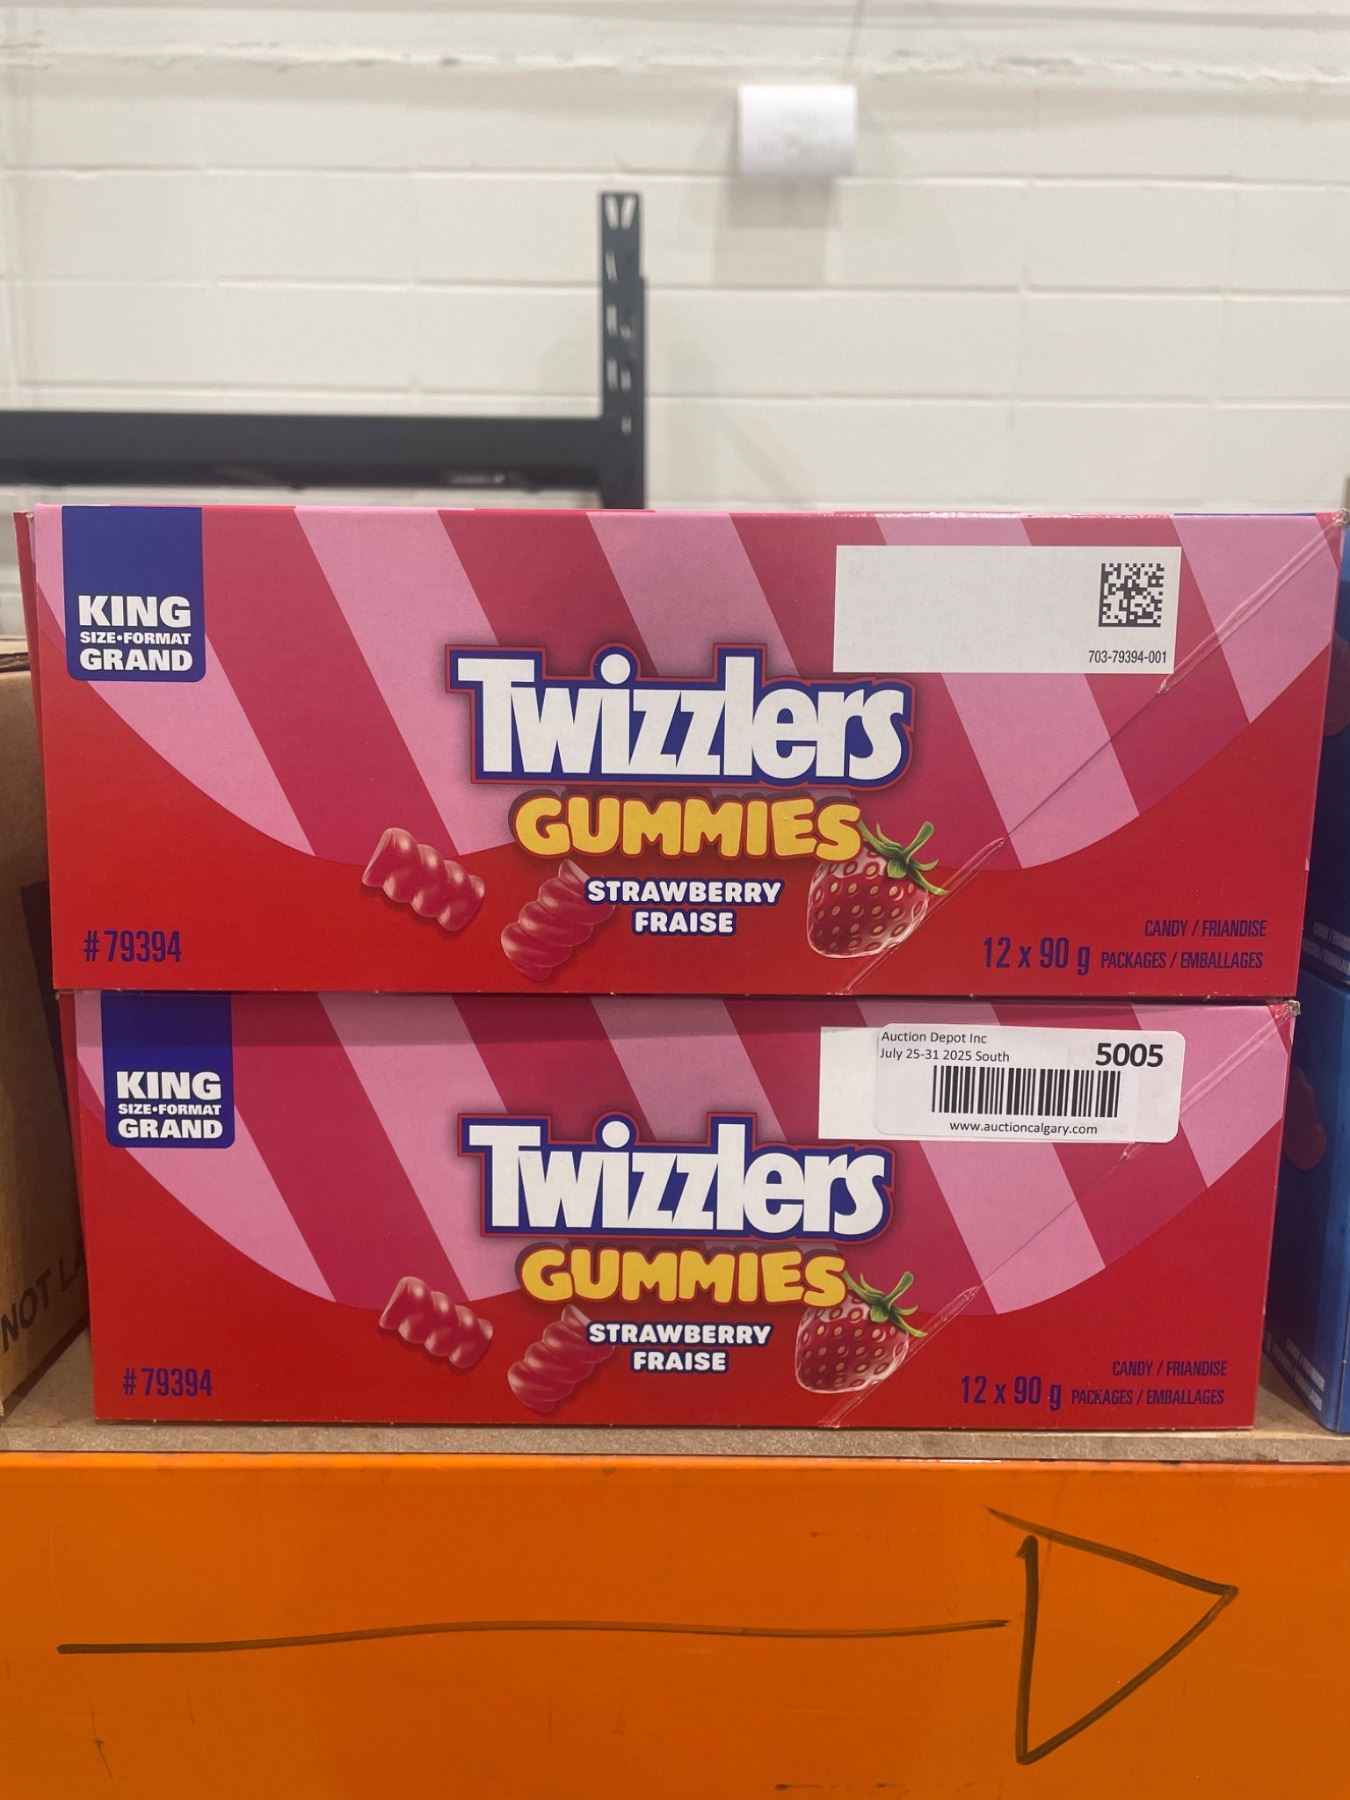 KING
SIZE•FORMAT
GRAND
703-79394-001
Twizzlers
GUMMIES
STRAWBERRY
FRAISE
#79394
CANDY / FRIANDISE
12 x 90 g PACKAGES / EMBALLAGES
KING
SIZE•FORMAT
GRAND
Auction Depot Inc
July 25-31 2025 South
5005
www.auctioncalgary.com
Twizzlers
GUMMIES
STRAWBERRY
FRAISE
#79394
CANDY / FRIANDISE
12 x 90 g PACKAGES / EMBALLAGES
NOT